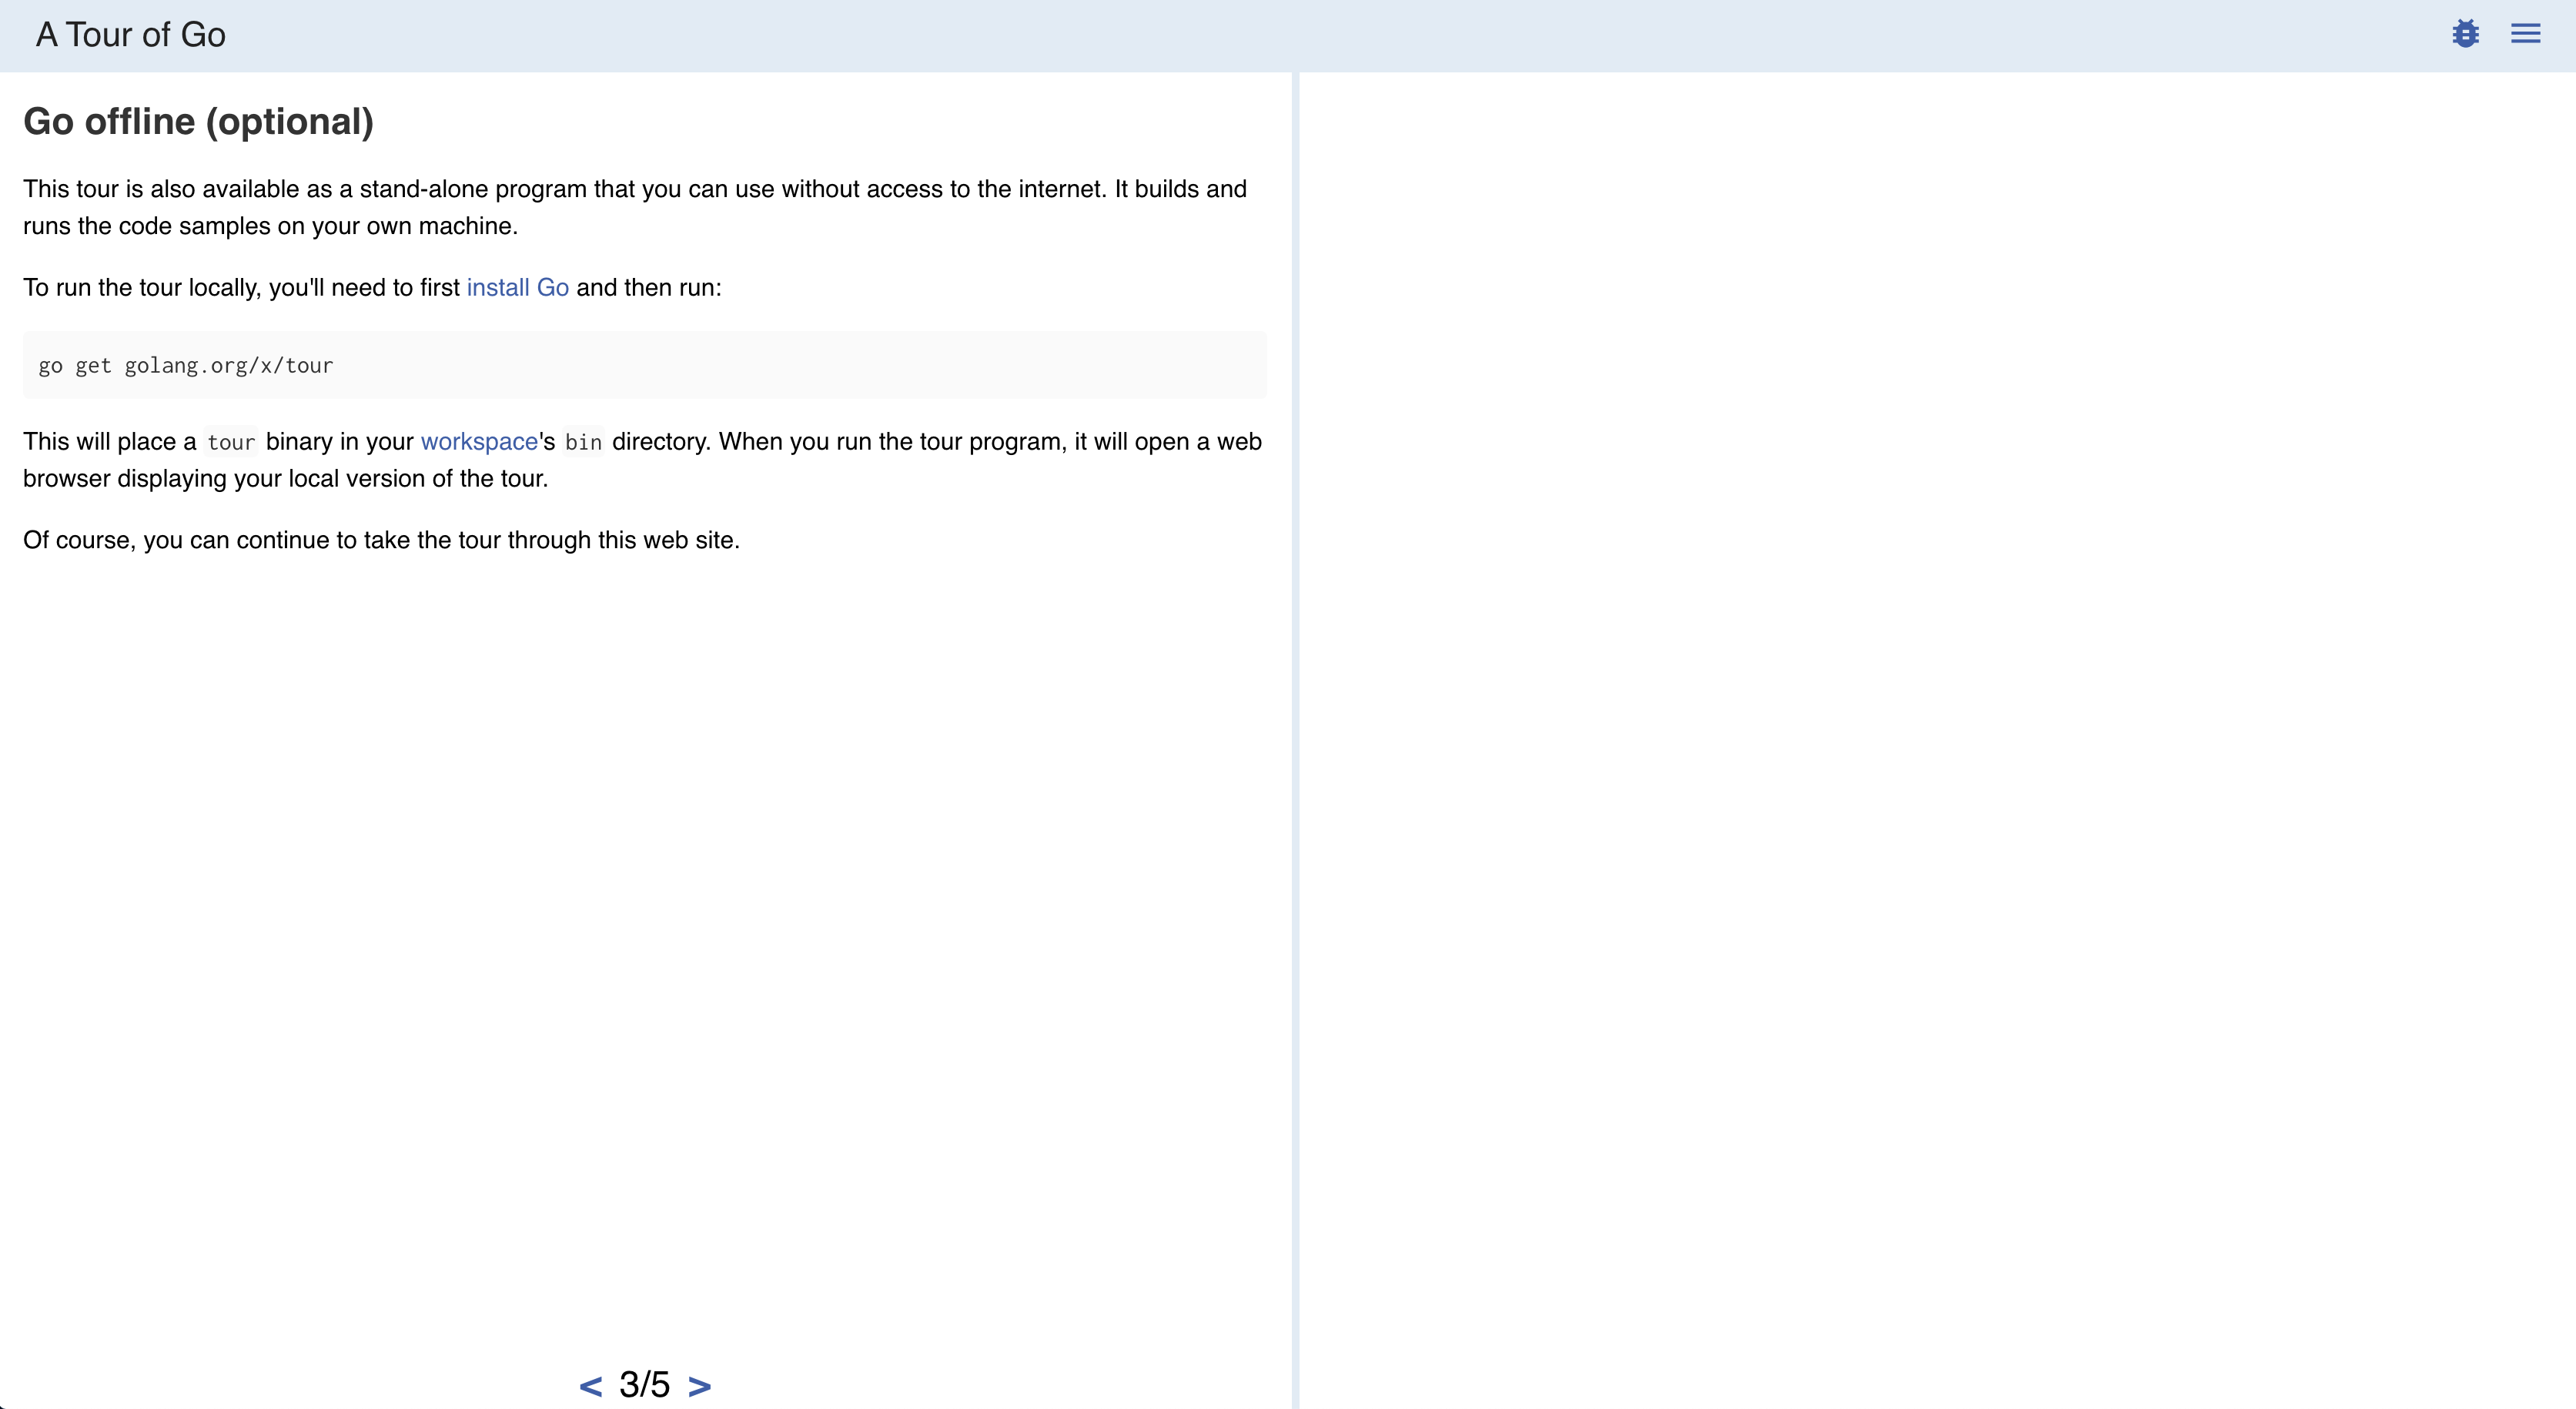 A Tour of Go
Go offline (optional)
This tour is also available as a stand-alone program that you can use without access to the internet. It builds and
runs the code samples on your own machine.
To run the tour locally, you'll need to first install Go and then run:
go get golang.org/x/tour
This will place a tour binary in your workspace's bin directory. When you run the tour program, it will open a web
browser displaying your local version of the tour.
Of course, you can continue to take the tour through this web site.
< 3/5 >